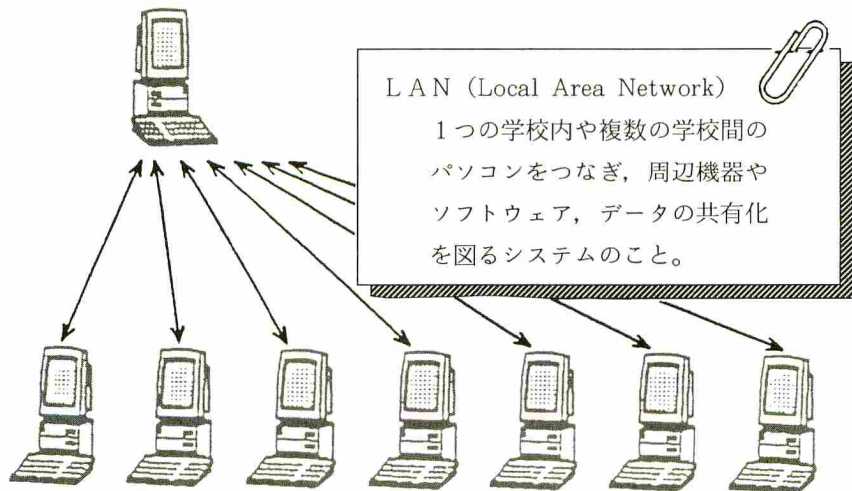 LAN（Local Area Network）
１つの学校内や複数の学校間の
パソコンをつなぎ，周辺機器や
ソフトウェア，データの共有化
を図るシステムのこと。